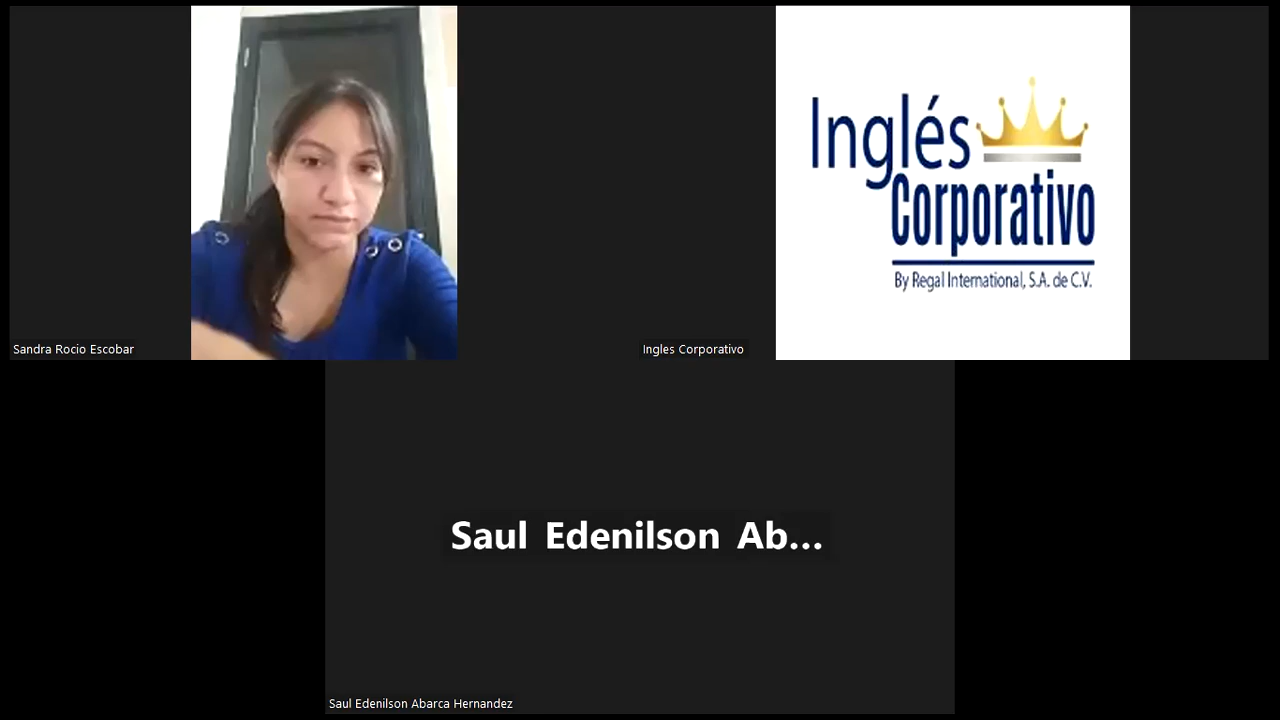 Inglés
Corporativo
By Regal International, S.A. de C.V.
Sandra Rocio Escobar
Ingles Corporativo
Saul Edenilson Ab...
Saul Edenilson Abarca Hernandez